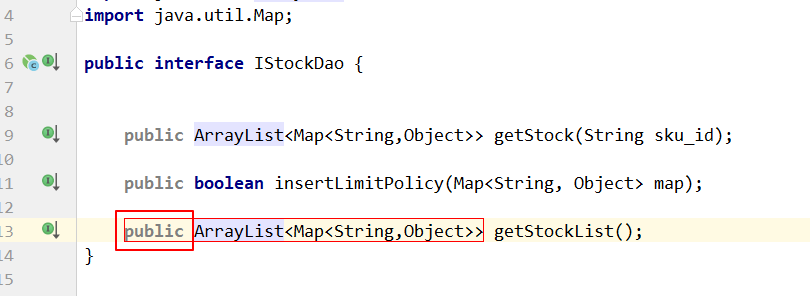 4 import java.util.Map;
5
6 public interface IStockDao {
7
8
9 public ArrayList<Map<String,Object>> getStock(String sku_id);
10
11 public boolean insertLimitPolicy(Map<String, Object> map);
12
13 public ArrayList<Map<String,Object>> getStockList();
14 }
15